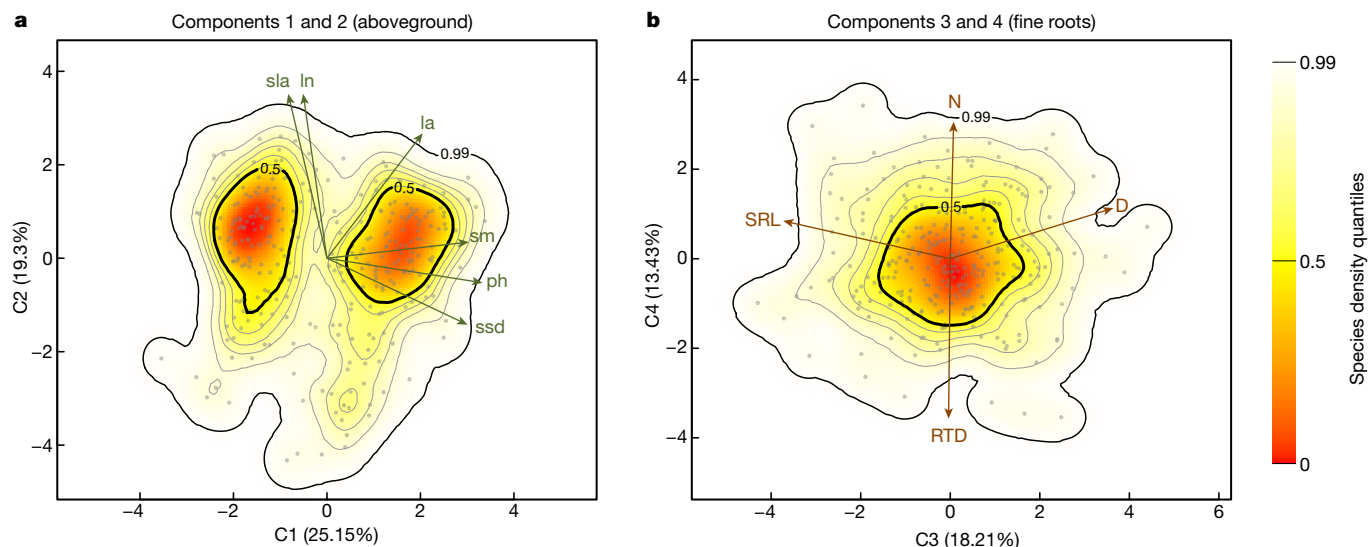 a
Components 1 and 2 (aboveground)
4
2
0
−2
−4
C2 (19.3%)
sla ln
la
0.99
0.5
0.5
sm
ph
ssd
−4 −2 0 2 4
C1 (25.15%)
b
Components 3 and 4 (fine roots)
4
2
0
−2
−4
C4 (13.43%)
N
0.99
0.5
SRL
D
RTD
−4 −2 0 2 4 6
C3 (18.21%)
0.99
0.5
0
Species density quantiles